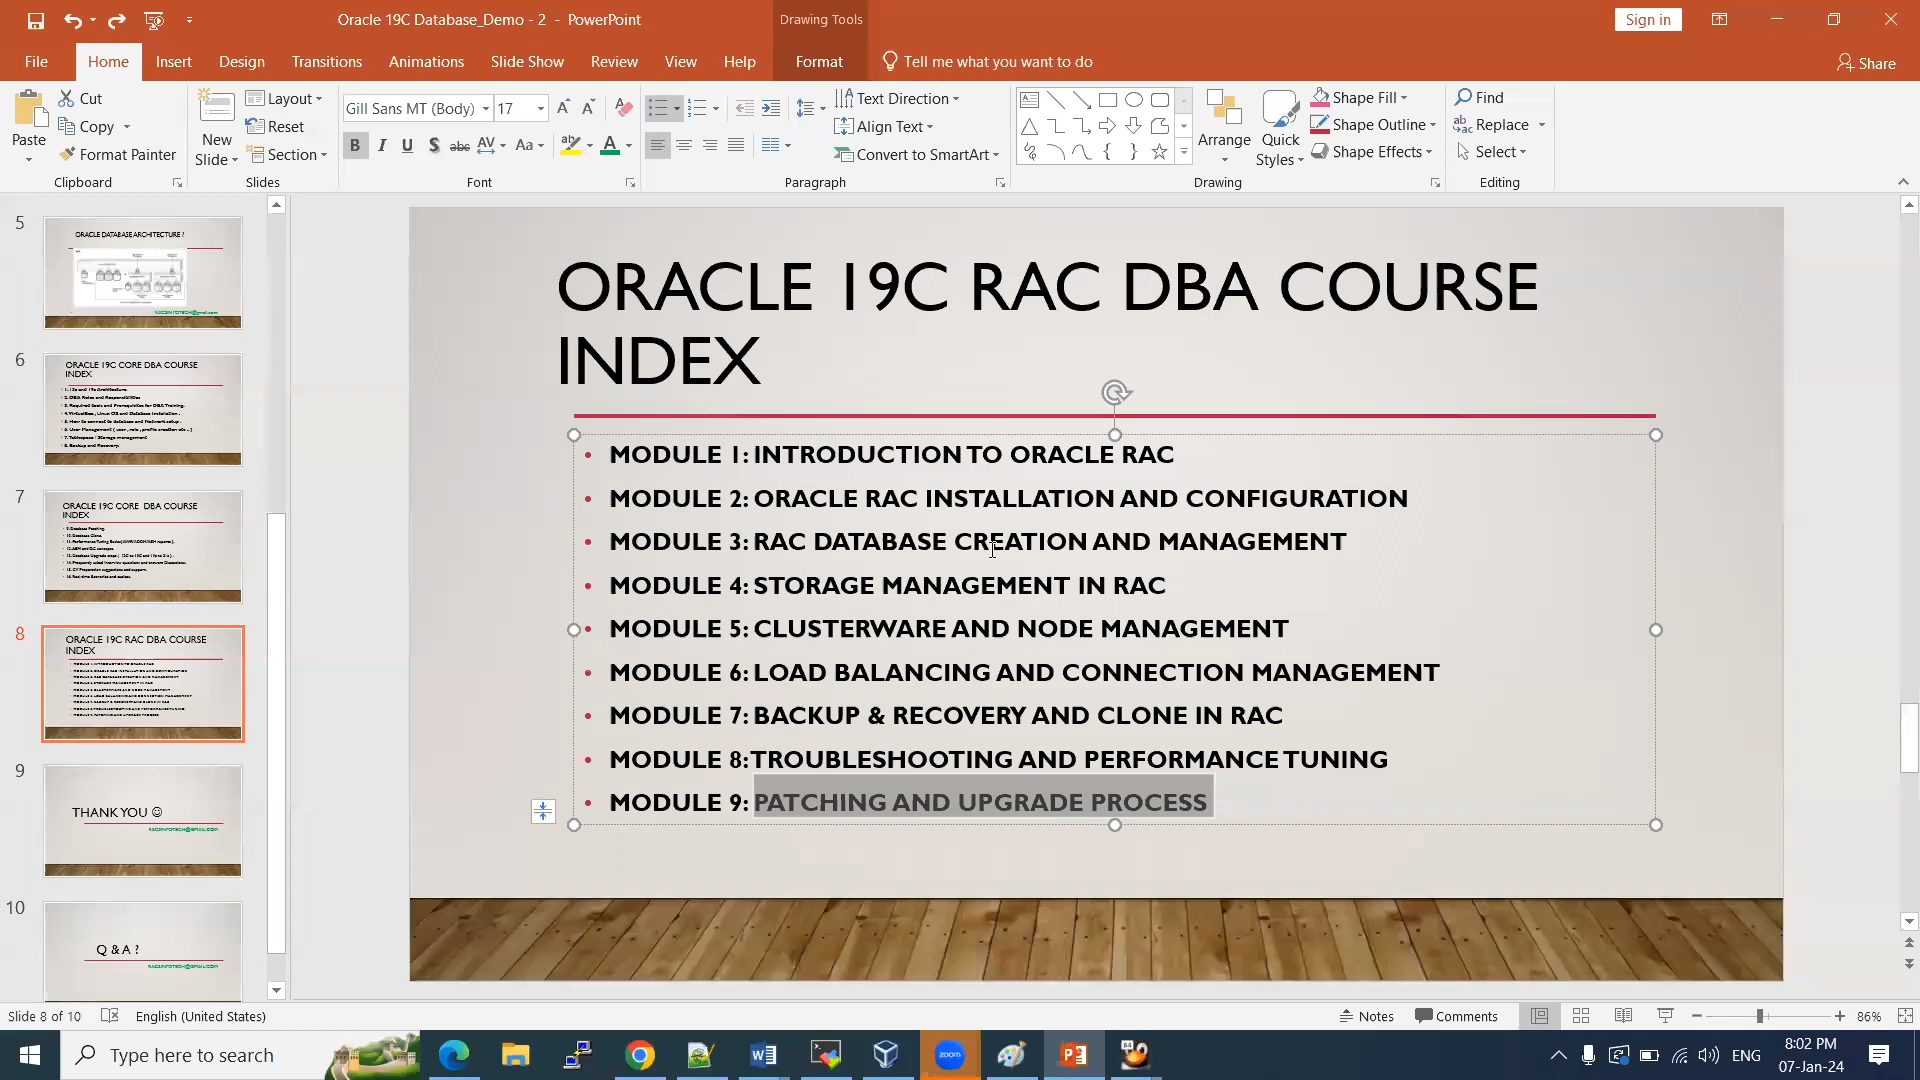 Oracle 19C Database_Demo - 2 - PowerPoint
Drawing Tools
Sign in
File
Home
Insert
Design
Transitions
Animations
Slide Show
Review
View
Help
Format
Tell me what you want to do
Share
Paste
Cut
Copy
Format Painter
Clipboard
New Slide
Layout
Reset
Section
Slides
Gill Sans MT (Body)
17
Font
Text Direction
Align Text
Convert to SmartArt
Paragraph
Arrange
Quick Styles
Shape Fill
Shape Outline
Shape Effects
Drawing
Find
Replace
Select
Editing
5
ORACLE DATABASE ARCHITECTURE ?
6
ORACLE 19C CORE DBA COURSE
INDEX
7
ORACLE 19C CORE DBA COURSE
INDEX
8
ORACLE 19C RAC DBA COURSE
INDEX
9
THANK YOU ☺
10
Q & A ?
ORACLE 19C RAC DBA COURSE
INDEX
• MODULE 1: INTRODUCTION TO ORACLE RAC
• MODULE 2: ORACLE RAC INSTALLATION AND CONFIGURATION
• MODULE 3: RAC DATABASE CREATION AND MANAGEMENT
• MODULE 4: STORAGE MANAGEMENT IN RAC
• MODULE 5: CLUSTERWARE AND NODE MANAGEMENT
• MODULE 6: LOAD BALANCING AND CONNECTION MANAGEMENT
• MODULE 7: BACKUP & RECOVERY AND CLONE IN RAC
• MODULE 8:TROUBLESHOOTING AND PERFORMANCE TUNING
• MODULE 9: PATCHING AND UPGRADE PROCESS
Slide 8 of 10
English (United States)
Notes
Comments
86%
Type here to search
zoom
ENG
8:02 PM
07-Jan-24